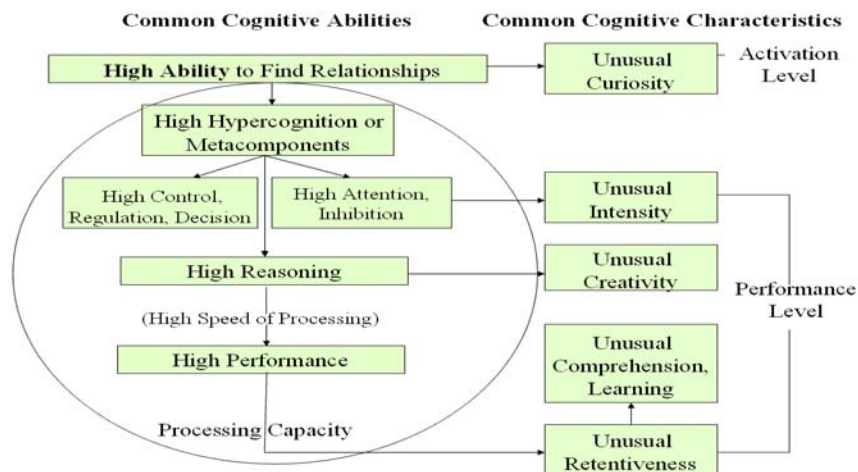 Common Cognitive Abilities
Common Cognitive Characteristics
High Ability to Find Relationships
Unusual
Curiosity
Activation
Level
High Hypercognition or
Metacomponents
High Control,
Regulation, Decision
High Attention,
Inhibition
Unusual
Intensity
High Reasoning
Unusual
Creativity
Performance
Level
(High Speed of Processing)
High Performance
Unusual
Comprehension,
Learning
Processing Capacity
Unusual
Retentiveness